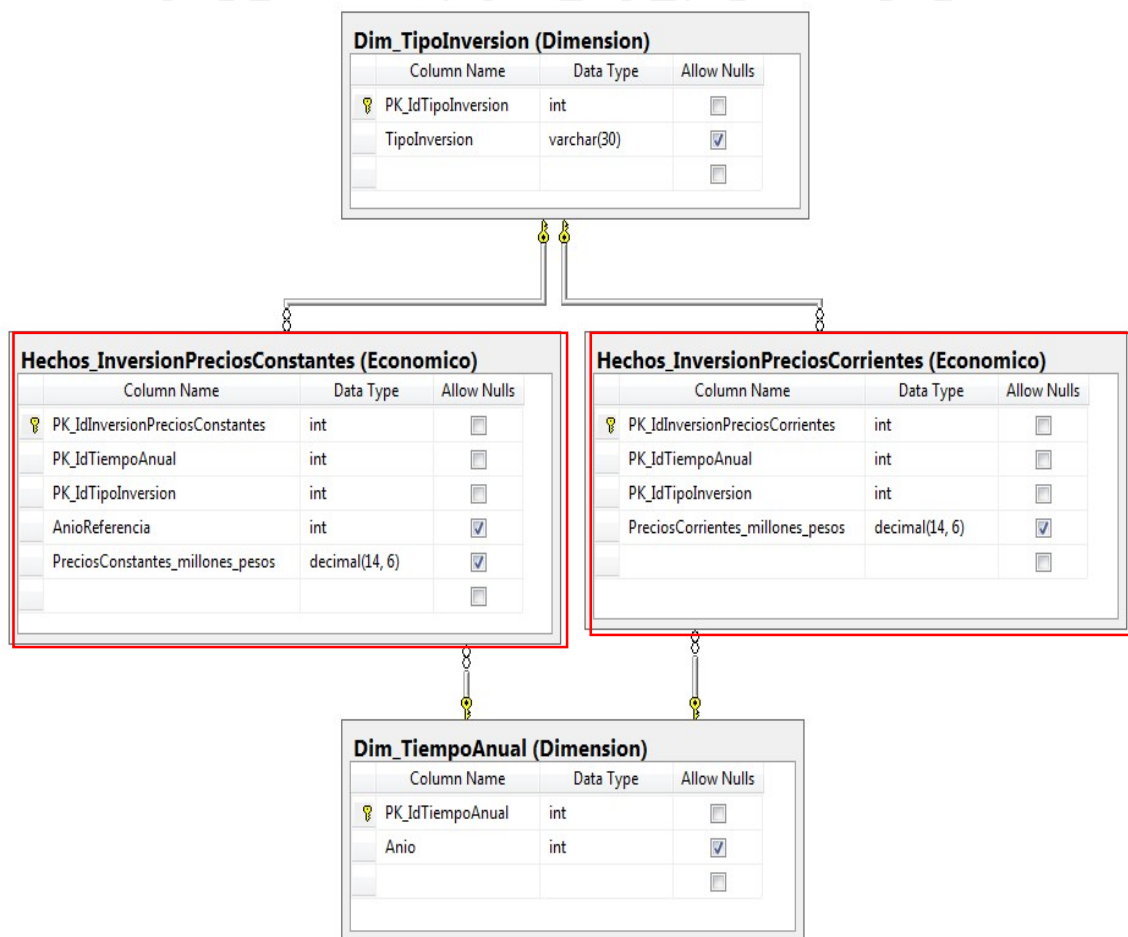 Dim_TipoInversion (Dimension)
Column Name Data Type Allow Nulls
PK_IdTipoInversion int
TipoInversion varchar(30)
Hechos_InversionPreciosConstantes (Economico)
Column Name Data Type Allow Nulls
PK_IdInversionPreciosConstantes int
PK_IdTiempoAnual int
PK_IdTipoInversion int
AnioReferencia int
PreciosConstantes_millones_pesos decimal(14, 6)
Hechos_InversionPreciosCorrientes (Economico)
Column Name Data Type Allow Nulls
PK_IdInversionPreciosCorrientes int
PK_IdTiempoAnual int
PK_IdTipoInversion int
PreciosCorrientes_millones_pesos decimal(14, 6)
Dim_TiempoAnual (Dimension)
Column Name Data Type Allow Nulls
PK_IdTiempoAnual int
Anio int